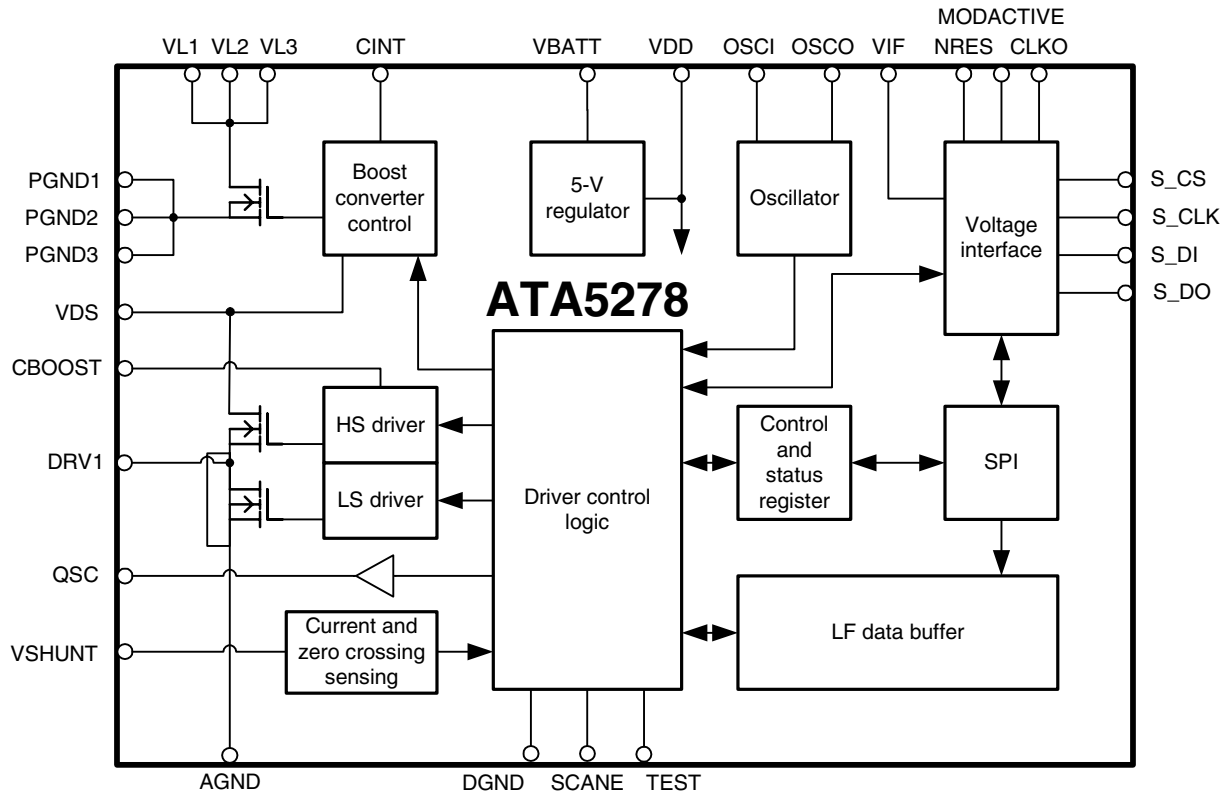 MODACTIVE
VL1 VL2 VL3 CINT VBATT VDD OSCI OSCO VIF NRES CLKO
Boost
converter
control
5-V
regulator
Oscillator
Voltage
interface
PGND1
PGND2
PGND3
S_CS
S_CLK
S_DI
S_DO
VDS
ATA5278
CBOOST
HS driver
DRV1
LS driver
Driver control
logic
Control
and
status
register
SPI
QSC
VSHUNT
Current and
zero crossing
sensing
LF data buffer
AGND
DGND SCANE TEST